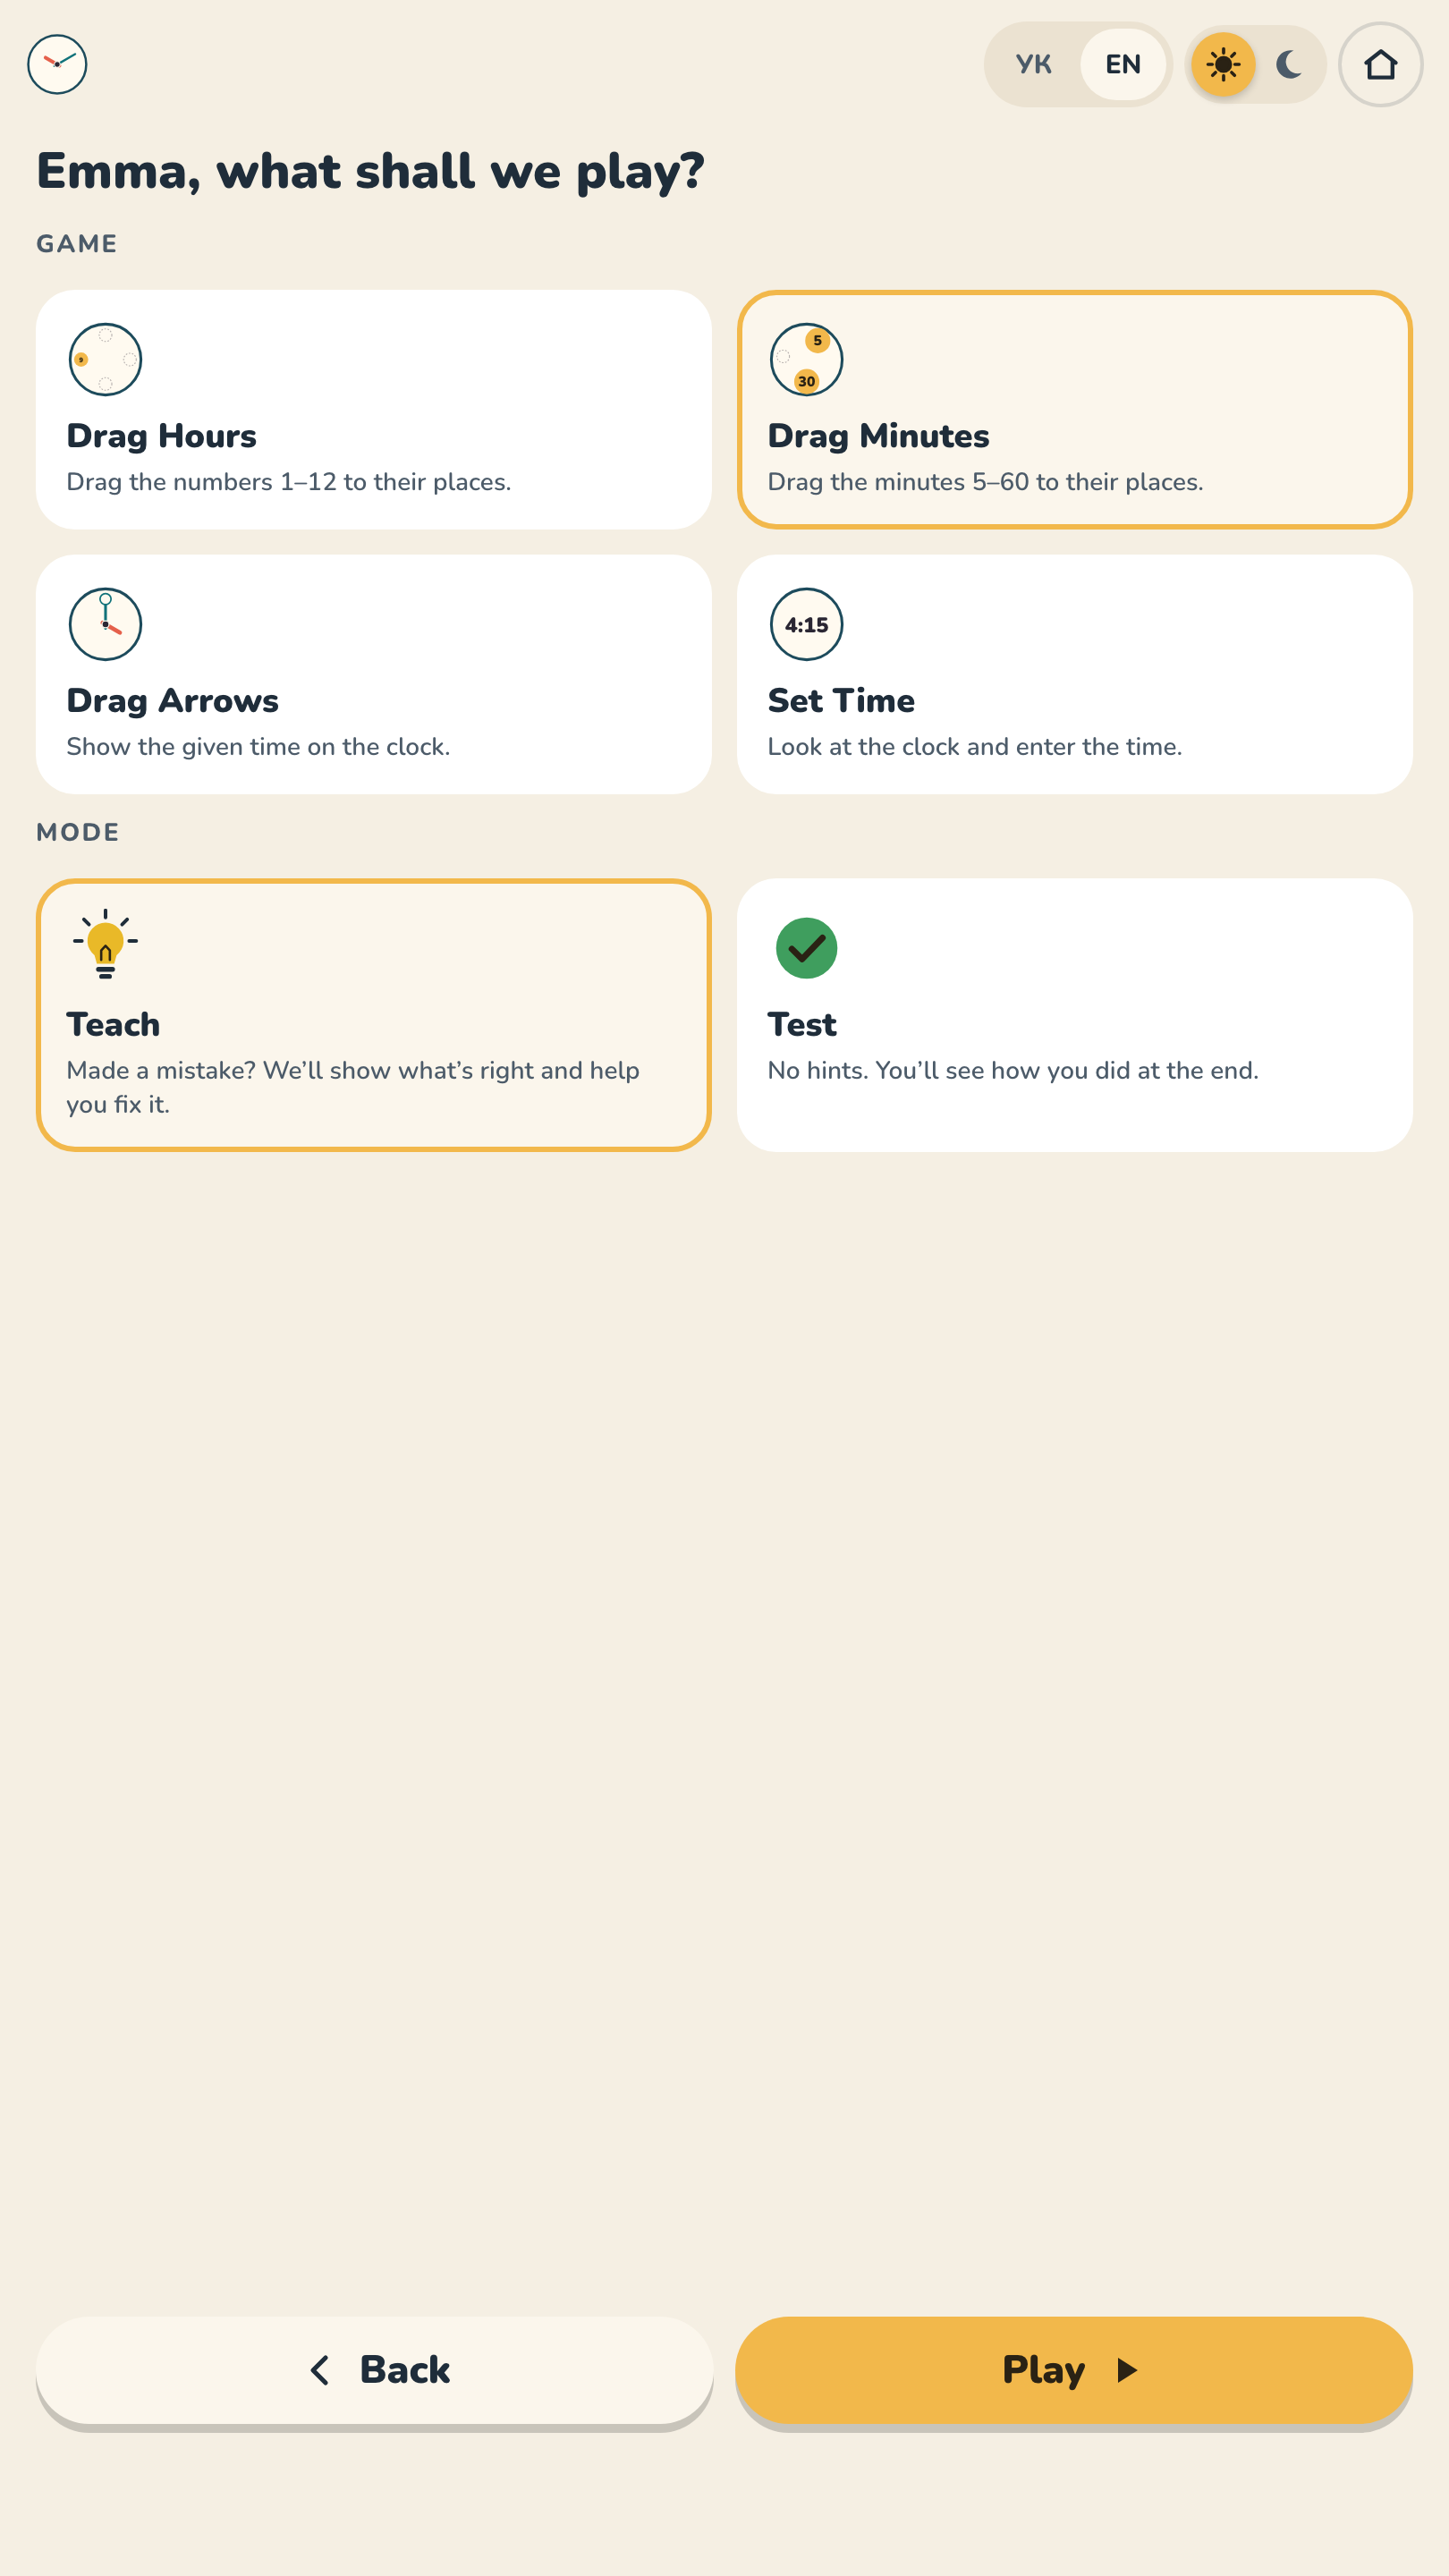 УК
EN
Emma, what shall we play?
GAME
9
Drag Hours
Drag the numbers 1–12 to their places.
5
30
Drag Minutes
Drag the minutes 5–60 to their places.
Drag Arrows
Show the given time on the clock.
4:15
Set Time
Look at the clock and enter the time.
MODE
Teach
Made a mistake? We’ll show what’s right and help
you fix it.
Test
No hints. You’ll see how you did at the end.
Back
Play